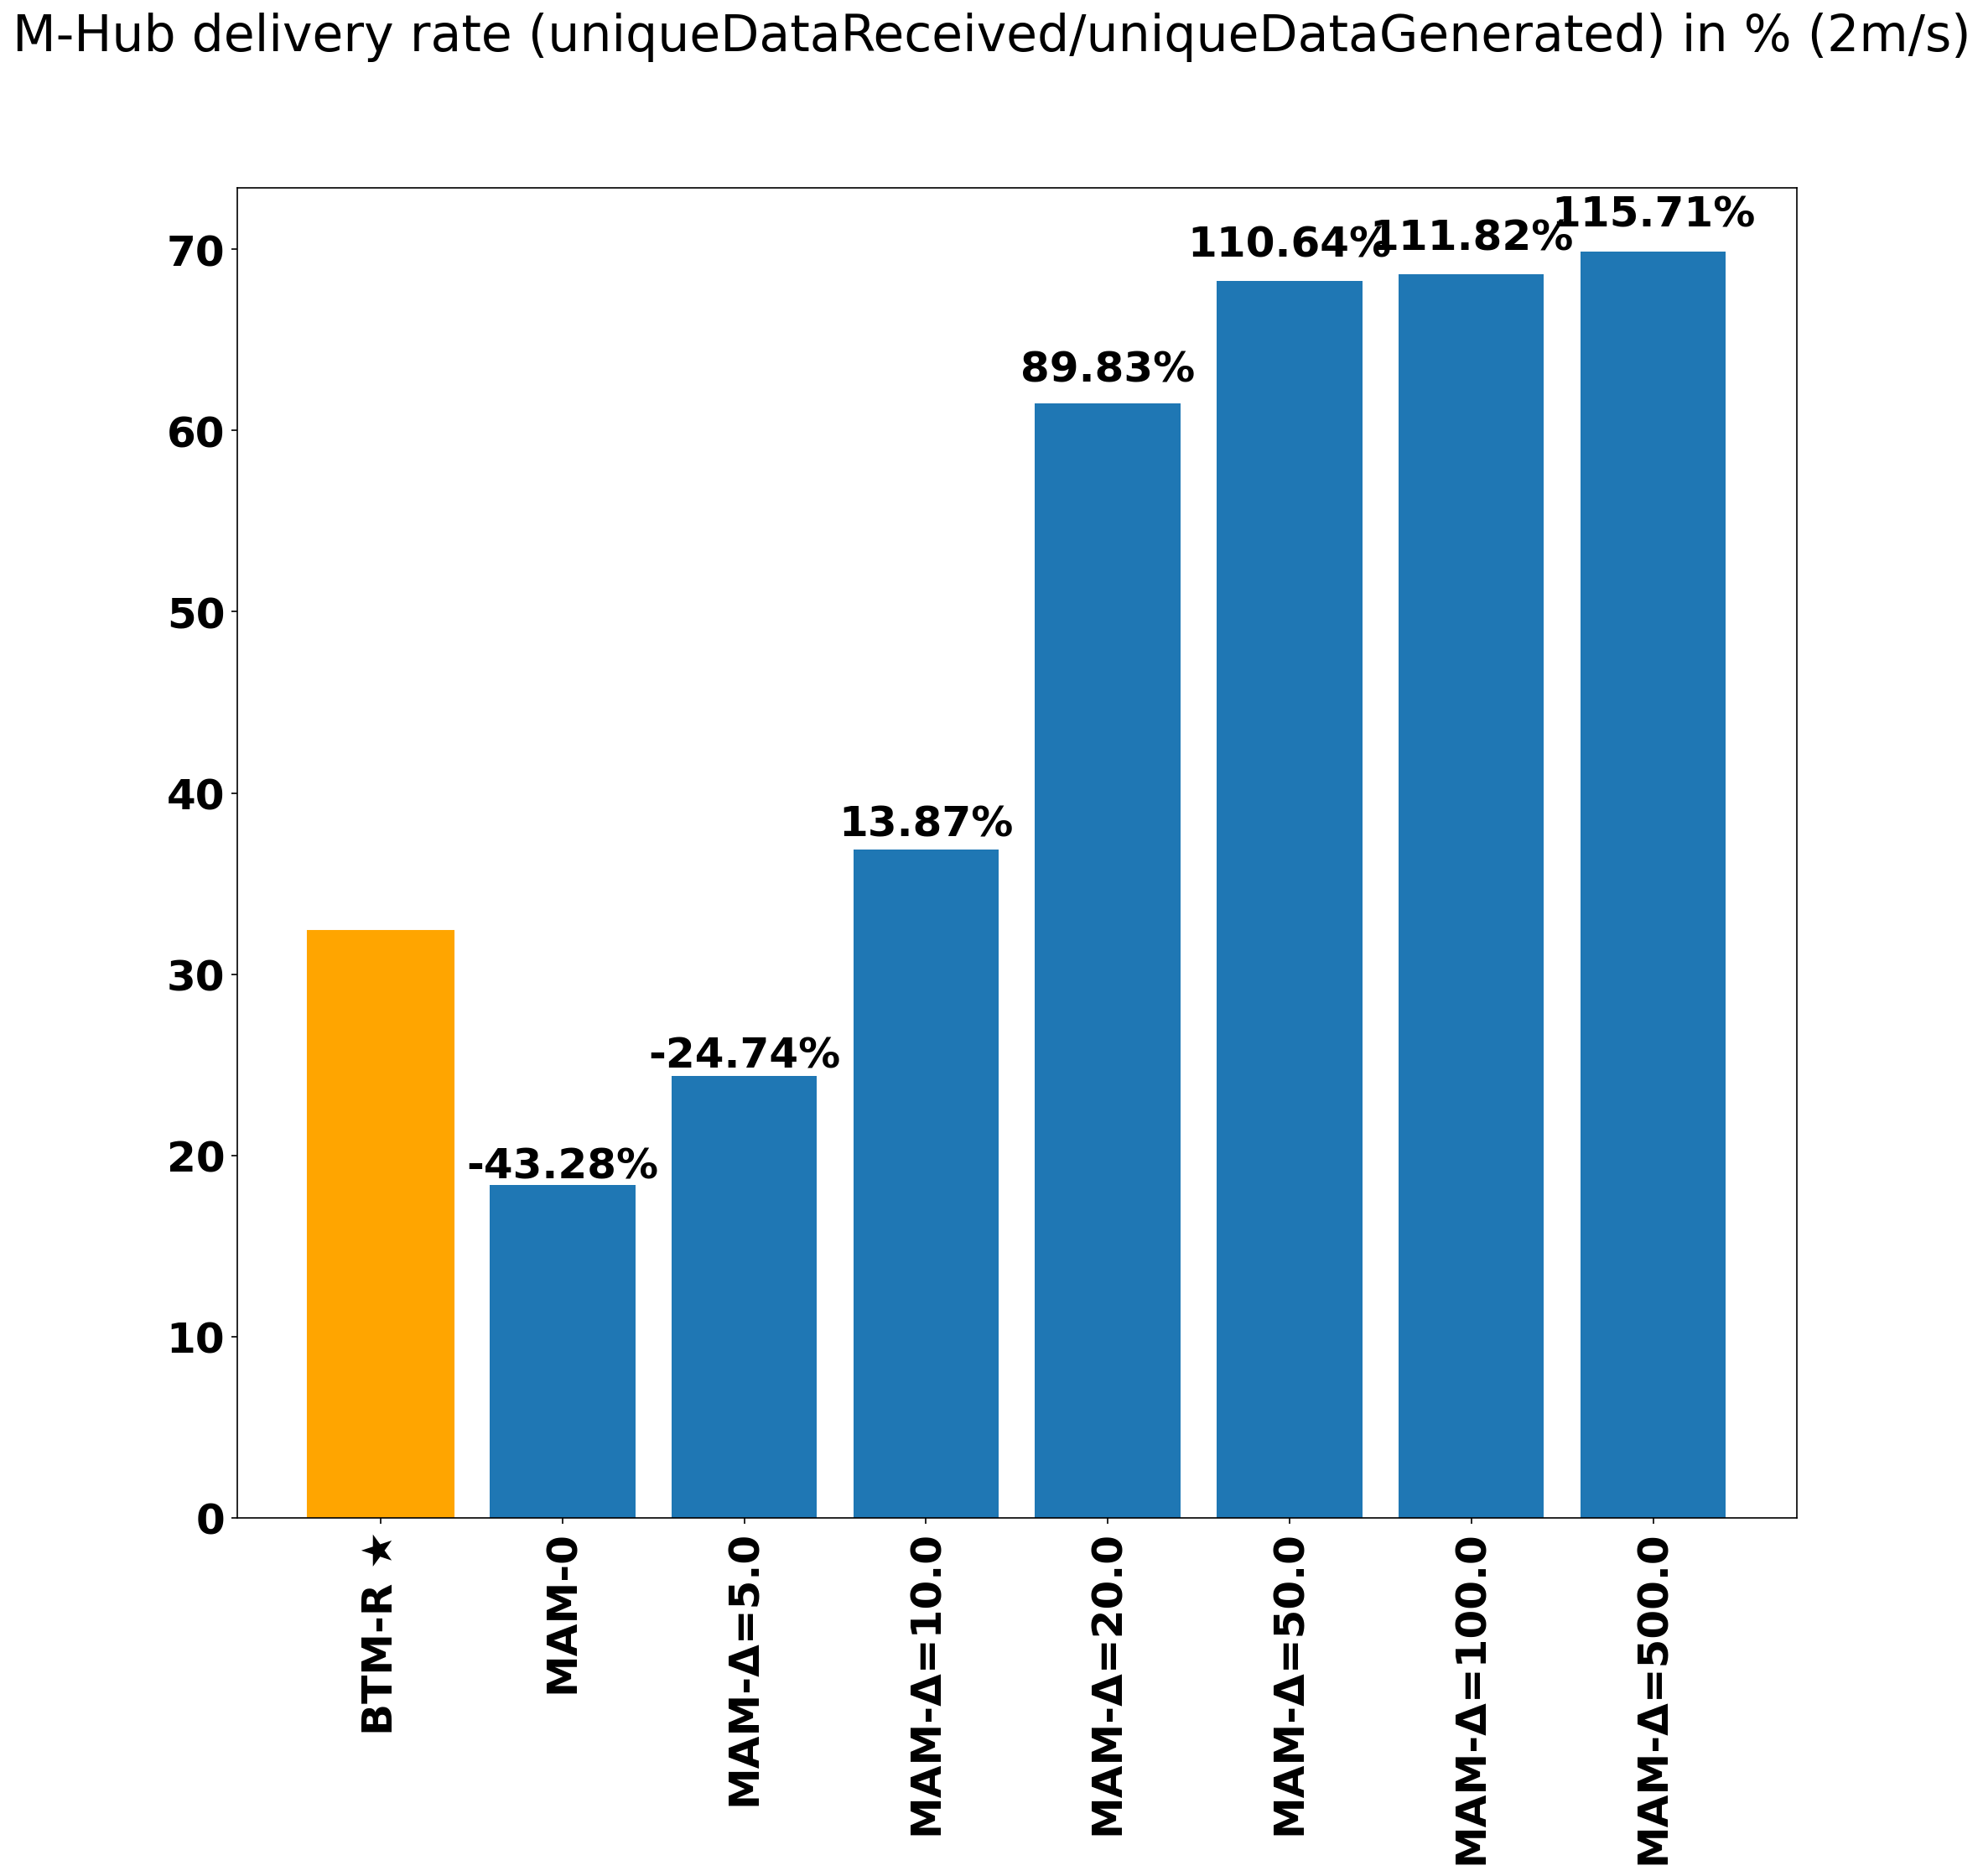 M-Hub delivery rate (uniqueDataReceived/uniqueDataGenerated) in % (2m/s)
115.71%
111.82%
110.64%
89.83%
13.87%
-24.74%
-43.28%
70
60
50
40
30
20
10
0
BTM-R ★
MAM-0
MAM-Δ=5.0
MAM-Δ=10.0
MAM-Δ=20.0
MAM-Δ=50.0
MAM-Δ=100.0
MAM-Δ=500.0